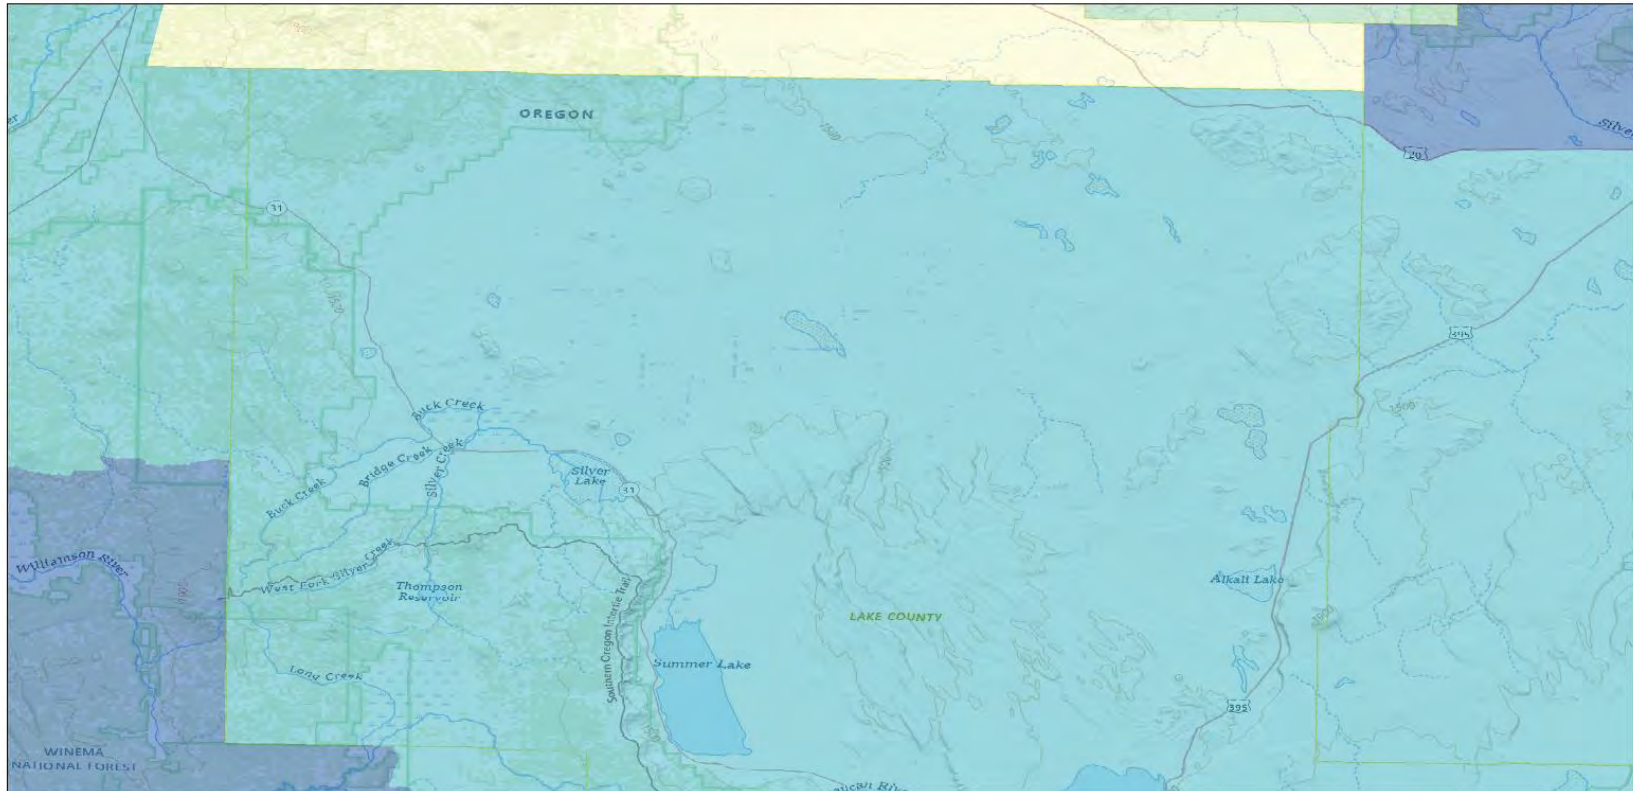 OREGON
20
31
395
1500
Buck Creek
Bridge Creek
Silver Creek
Silver
Lake
31
Buck Creek
Williamson River
West Fork Silver Creek
Thompson
Reservoir
Southern Oregon Intertie Trail
Alkali Lake
LAKE COUNTY
Summer Lake
Long Creek
395
WINEMA
NATIONAL FOREST